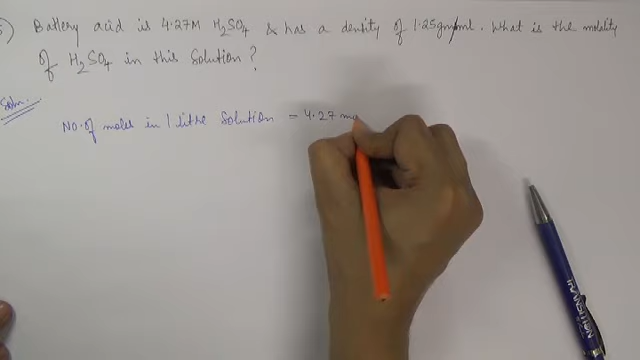 5) Battery acid is 4.27M H2SO4 & has a density of 1.25gm/ml. What is the molality
of H2SO4 in this solution?
Soln.
No. of moles in 1 litre solution = 4.27 mo